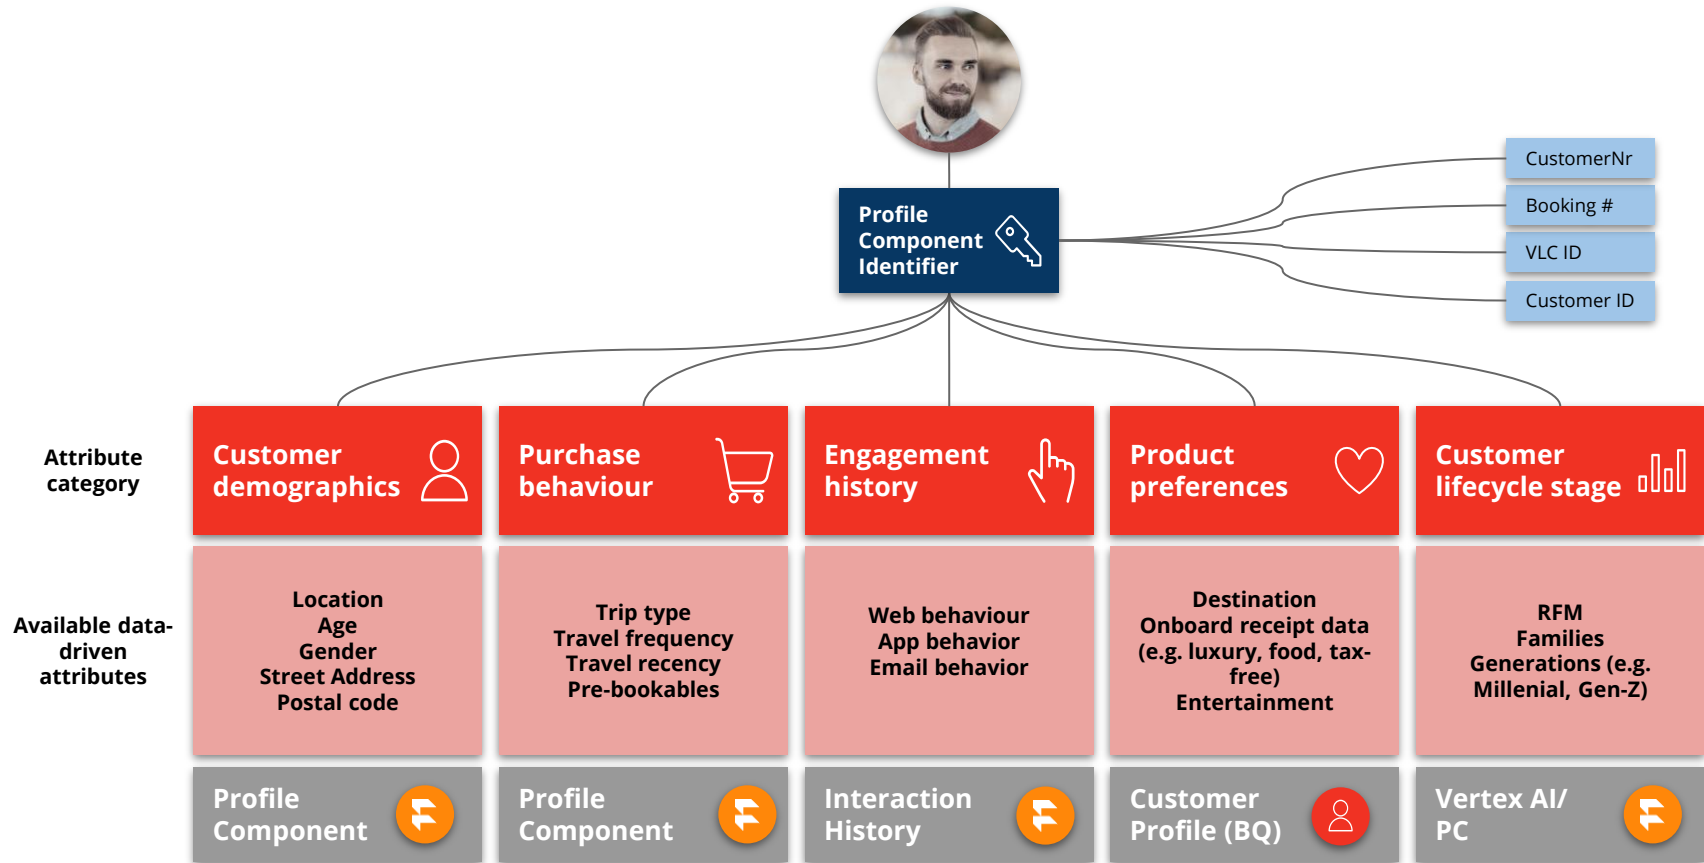 Profile
Component
Identifier
CustomerNr
Booking #
VLC ID
Customer ID
Attribute
category
Customer
demographics
Purchase
behaviour
Engagement
history
Product
preferences
Customer
lifecycle stage
Available data-
driven
attributes
Location
Age
Gender
Street Address
Postal code
Trip type
Travel frequency
Travel recency
Pre-bookables
Web behaviour
App behavior
Email behavior
Destination
Onboard receipt data
(e.g. luxury, food, tax-
free)
Entertainment
RFM
Families
Generations (e.g.
Millenial, Gen-Z)
Profile
Component
Profile
Component
Interaction
History
Customer
Profile (BQ)
Vertex AI/
PC